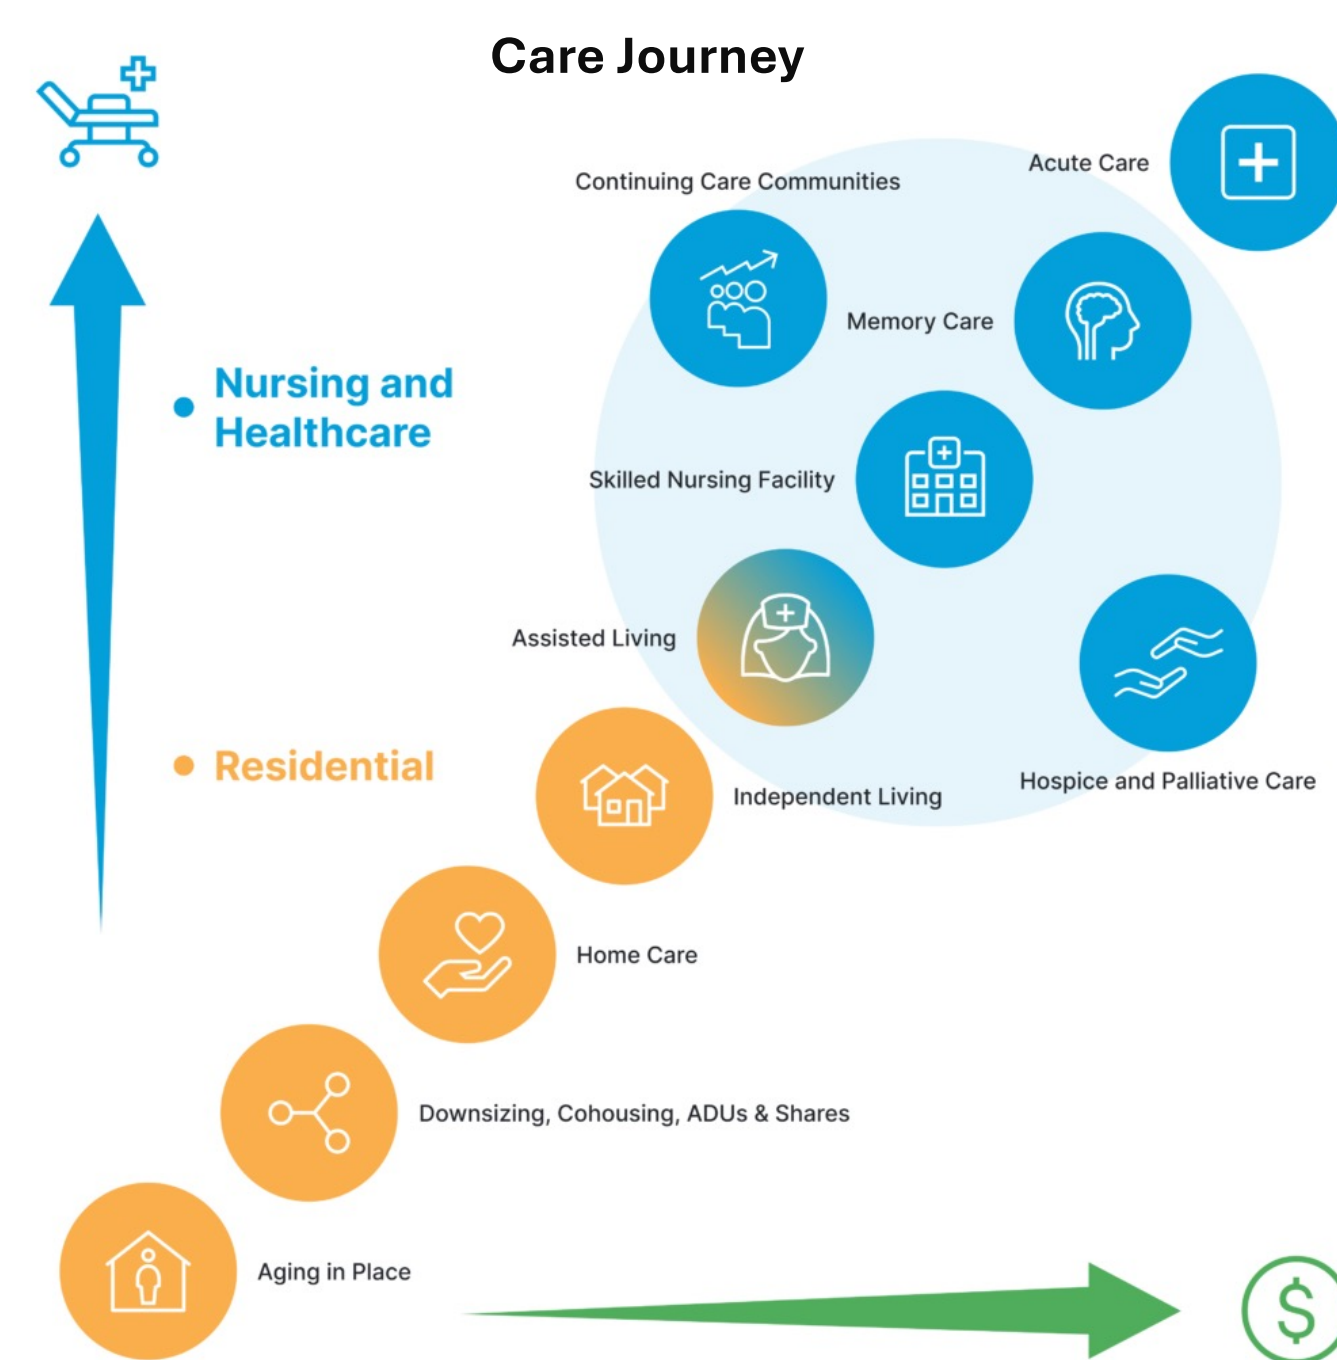 Care Journey
Acute Care
Continuing Care Communities
Memory Care
Nursing and
Healthcare
Skilled Nursing Facility
Assisted Living
Residential
Hospice and Palliative Care
Independent Living
Home Care
Downsizing, Cohousing, ADUs & Shares
Aging in Place
$